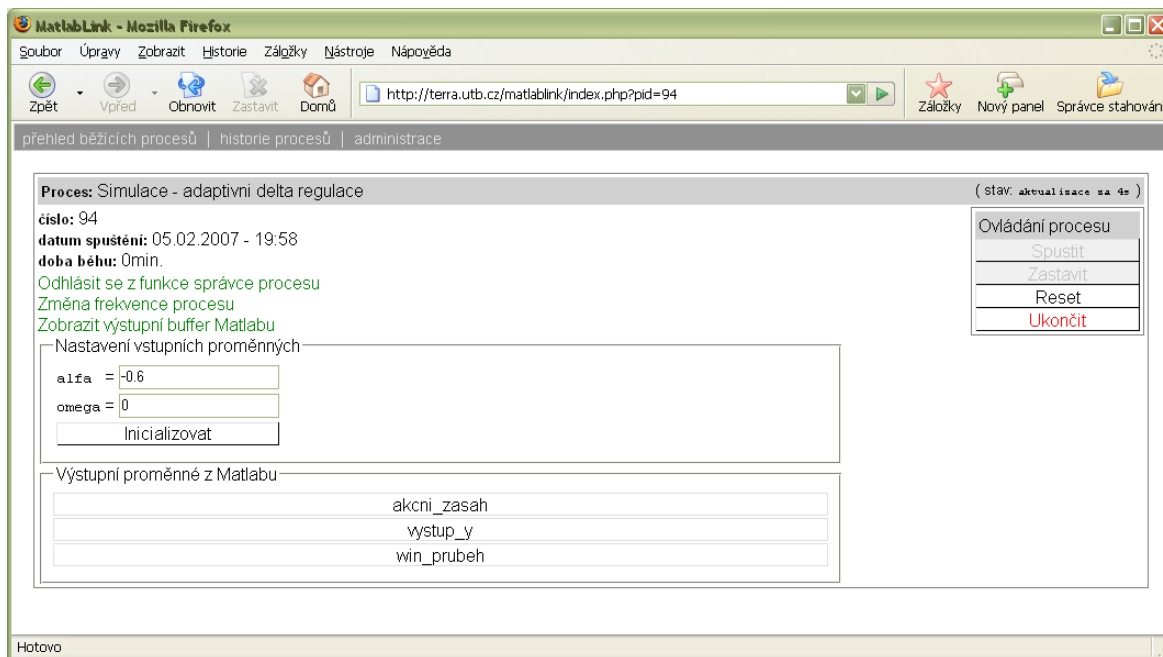 MatlabLink - Mozilla Firefox
Soubor Úpravy Zobrazit Historie Záložky Nástroje Nápověda
Zpět Vpřed Obnovit Zastavit Domů http://terra.utb.cz/matlablink/index.php?pid=94 Záložky Nový panel Správce stahován
přehled běžících procesů | historie procesů | administrace
Proces: Simulace - adaptivni delta regulace ( stav: aktualizace za 4s )
číslo: 94
datum spuštění: 05.02.2007 - 19:58
doba běhu: 0min.
Odhlásit se z funkce správce procesu
Změna frekvence procesu
Zobrazit výstupní buffer Matlabu
Ovládání procesu
Spustit
Zastavit
Reset
Ukončit
Nastavení vstupních proměnných
alfa = -0.6
omega = 0
Inicializovat
Výstupní proměnné z Matlabu
akcni_zasah
vystup_y
win_prubeh
Hotovo